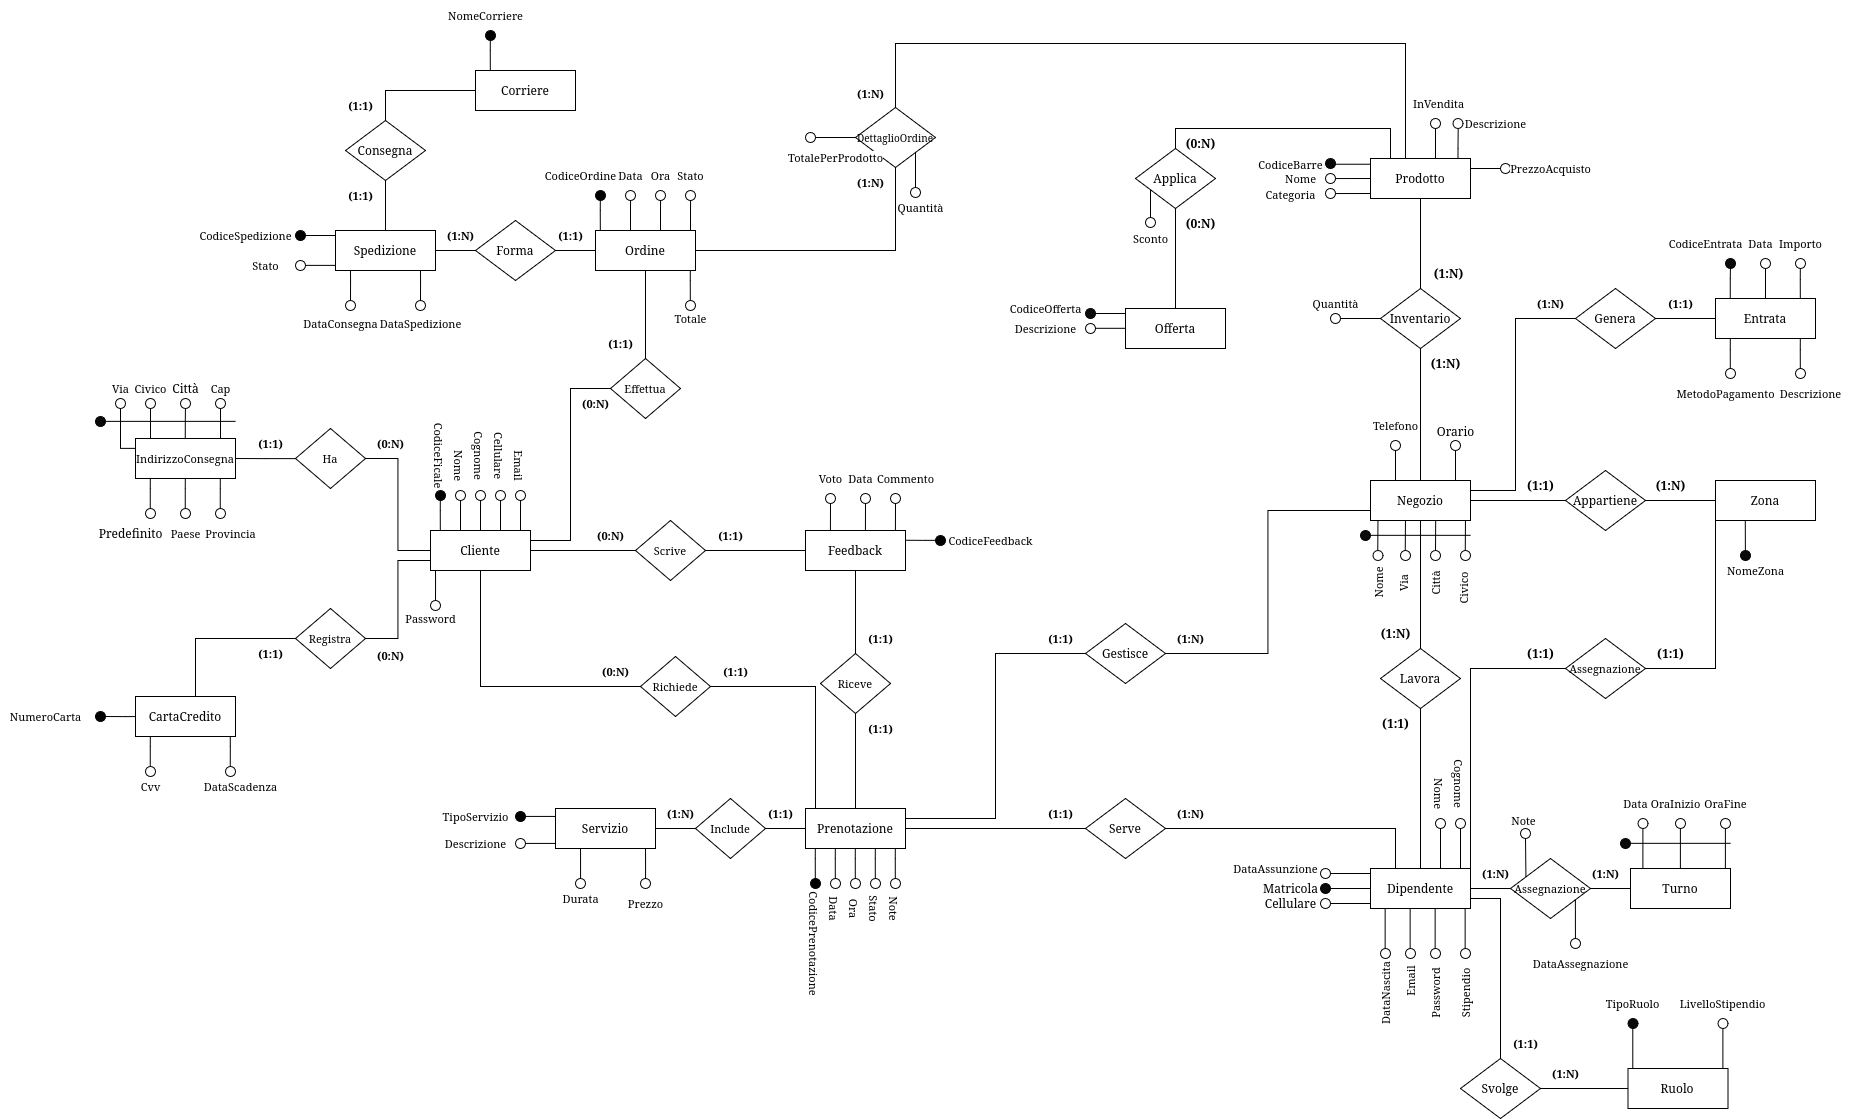 NomeCorriere
Corriere
(1:1)
Consegna
(1:1)
(1:N)
DettaglioOrdine
TotalePerProdotto
(1:N)
Quantità
InVendita
Descrizione
(0:N)
CodiceBarre
Nome
Categoria
Prodotto
PrezzoAcquisto
Applica
(0:N)
Sconto
CodiceOrdine
Data
Ora
Stato
CodiceSpedizione
Stato
Spedizione
(1:N)
Forma
(1:1)
Ordine
DataConsegna
DataSpedizione
Totale
(1:1)
CodiceEntrata
Data
Importo
(1:N)
Quantità
Inventario
(1:N)
(1:N)
Genera
(1:1)
Entrata
CodiceOfferta
Descrizione
Offerta
MetodoPagamento
Descrizione
Effettua
(0:N)
Via
Civico
Città
Cap
IndirizzoConsegna
(1:1)
Ha
(0:N)
Predefinito
Paese
Provincia
CodiceFicale
Nome
Cognome
Cellulare
Email
Telefono
Orario
Voto
Data
Commento
Negozio
(1:1)
Appartiene
(1:N)
Zona
Cliente
(0:N)
Scrive
(1:1)
Feedback
CodiceFeedback
Nome
Via
Città
Civico
NomeZona
Password
Registra
(1:1)
(0:N)
(1:1)
(1:1)
Gestisce
(1:N)
(1:N)
(1:1)
Assegnazione
(1:1)
(0:N)
Richiede
(1:1)
Riceve
Lavora
NumeroCarta
CartaCredito
(1:1)
(1:1)
Cvv
DataScadenza
Nome
Cognome
TipoServizio
Descrizione
Servizio
(1:N)
Include
(1:1)
Prenotazione
(1:1)
Serve
(1:N)
Note
Data
OraInizio
OraFine
Durata
Prezzo
CodicePrenotazione
Data
Ora
Stato
Note
DataAssunzione
Matricola
Cellulare
Dipendente
(1:N)
Assegnazione
(1:N)
Turno
DataNascita
Email
Password
Stipendio
DataAssegnazione
TipoRuolo
LivelloStipendio
(1:1)
Svolge
(1:N)
Ruolo